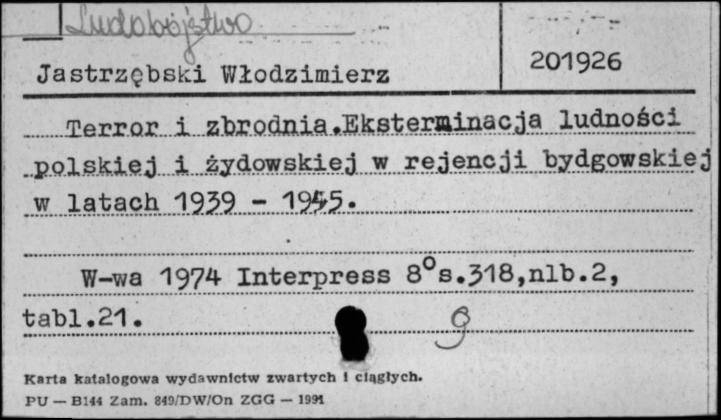 Ludobójstwo
Jastrzębski Włodzimierz
201926
Terror i zbrodnia.Eksterminacja ludności
polskiej i żydowskiej w rejencji bydgowskiej
w latach 1939 - 1945.
W-wa 1974 Interpress 8°s.318,nlb.2,
tabl.21.
g
Karta katalogowa wydawnictw zwartych i ciągłych.
PU — B144 Zam. 849/DW/On ZGG — 1991